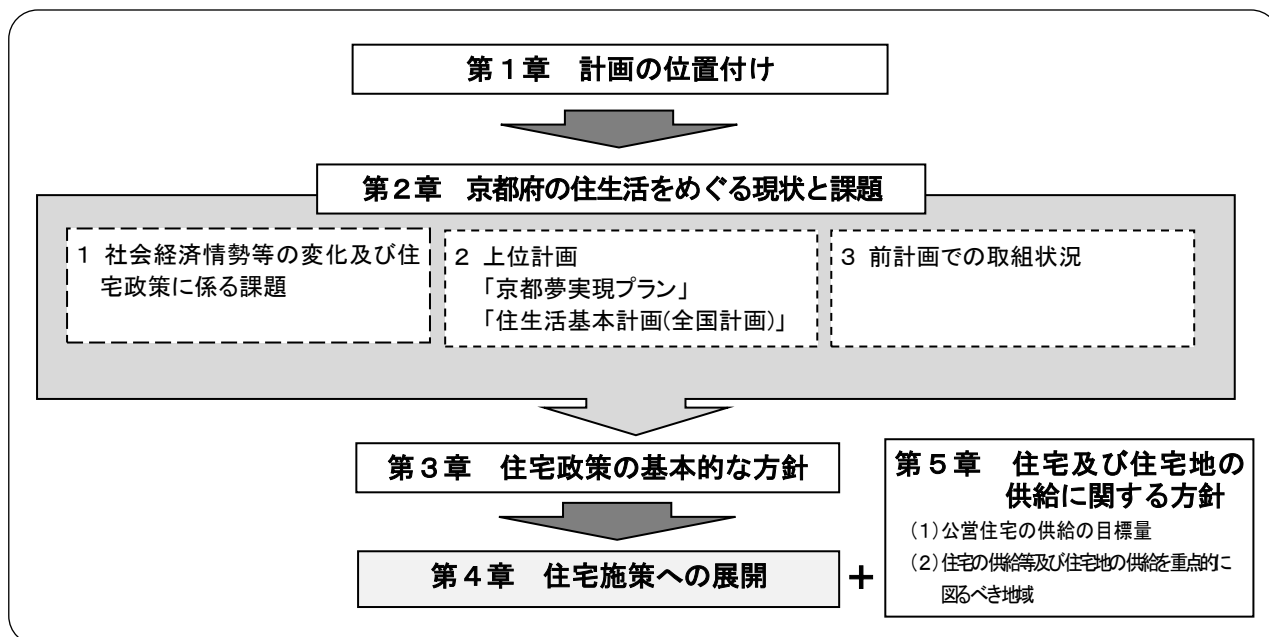 第1章 計画の位置付け
第2章 京都府の住生活をめぐる現状と課題
1 社会経済情勢等の変化及び住
宅政策に係る課題
2 上位計画
「京都夢実現プラン」
「住生活基本計画(全国計画)」
3 前計画での取組状況
第3章 住宅政策の基本的な方針
第4章 住宅施策への展開
+
第5章 住宅及び住宅地の
供給に関する方針
(1)公営住宅の供給の目標量
(2)住宅の供給等及び住宅地の供給を重点的に
図るべき地域